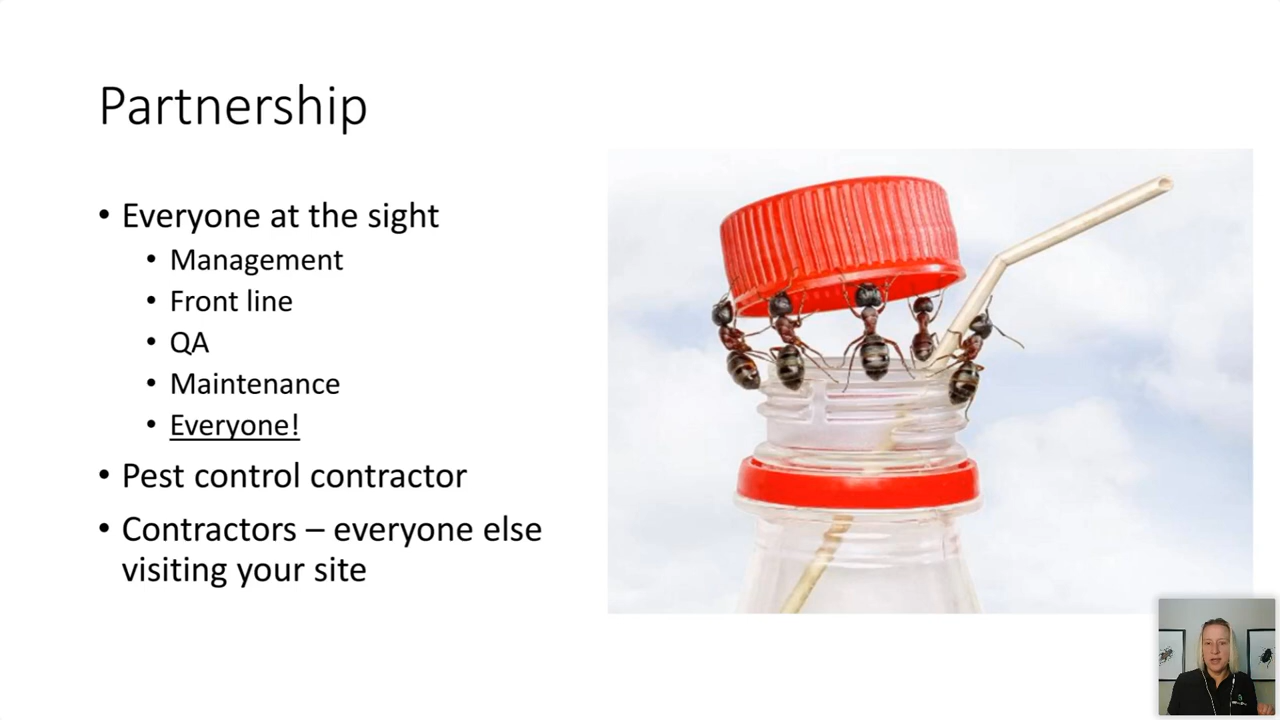 Partnership
• Everyone at the sight
• Management
• Front line
• QA
• Maintenance
• Everyone!
• Pest control contractor
• Contractors – everyone else
visiting your site